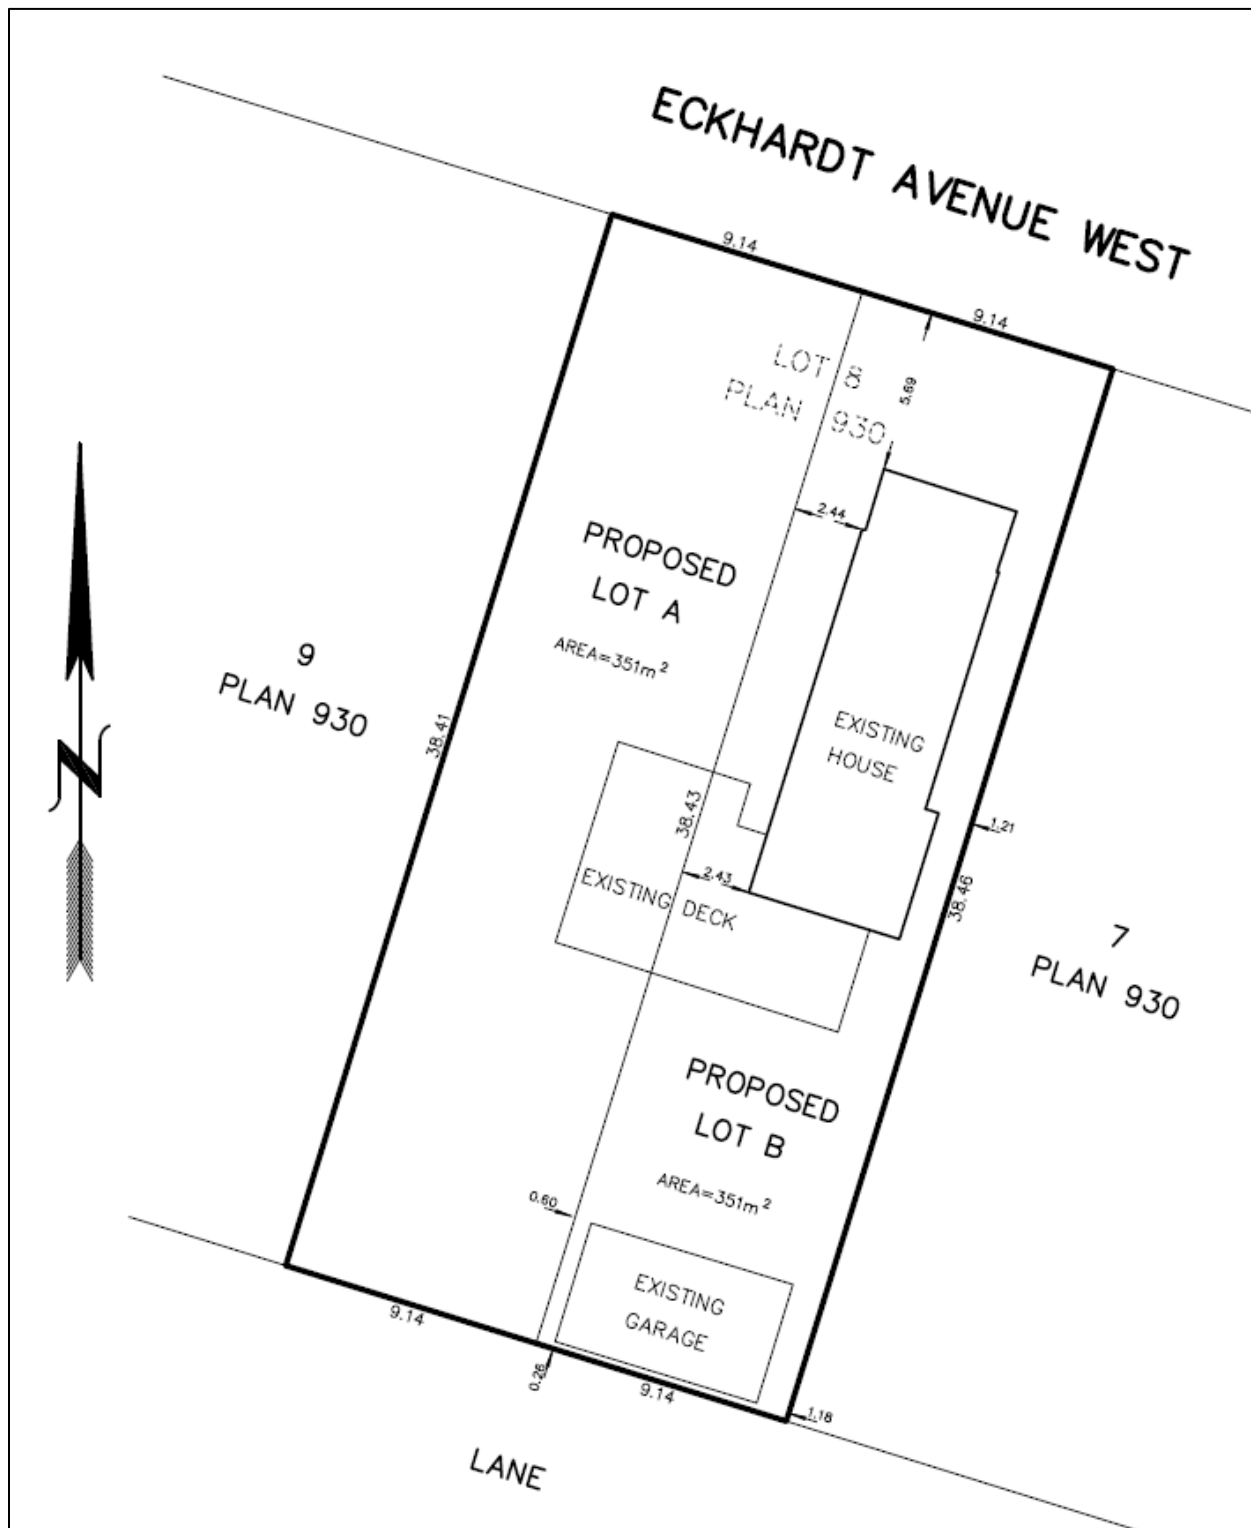 ECKHARDT AVENUE WEST
9.14
9.14
LOT 8
PLAN 930
5.69
2.44
PROPOSED
LOT A
AREA=351m²
9
PLAN 930
38.41
EXISTING
HOUSE
38.43
1.21
2.43
EXISTING DECK
38.46
7
PLAN 930
N
PROPOSED
LOT B
AREA=351m²
0.60
EXISTING
GARAGE
9.14
0.26
9.14
1.18
LANE